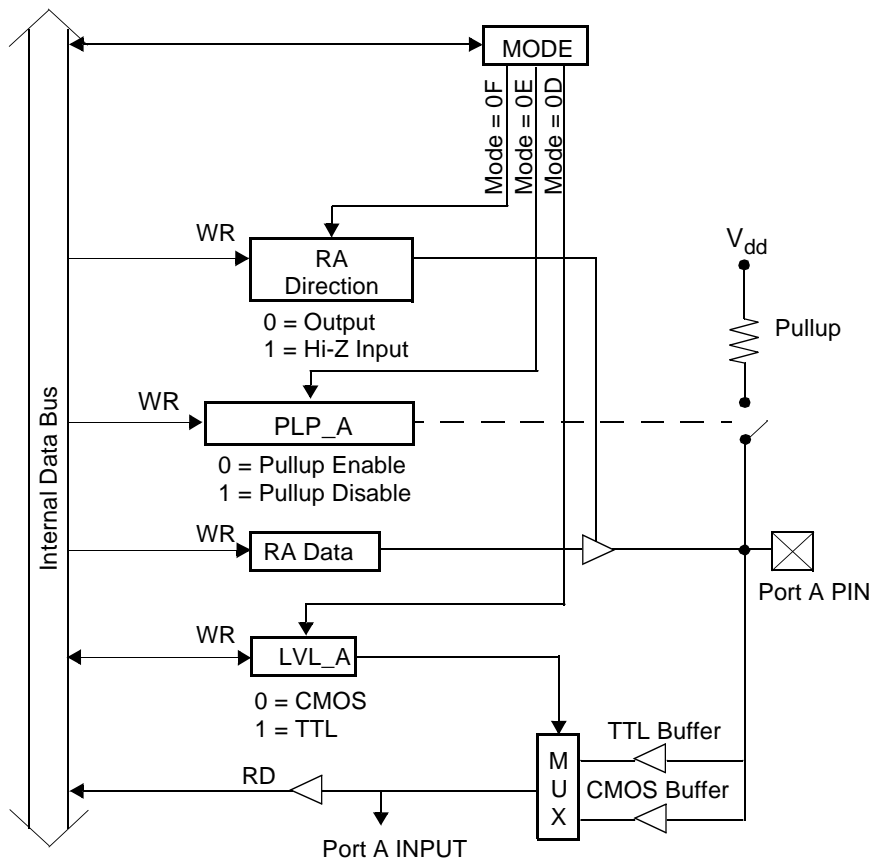 MODE
Mode = 0F
Mode = 0E
Mode = 0D
WR
RA
Direction
0 = Output
1 = Hi-Z Input
Vdd
Pullup
WR
PLP_A
0 = Pullup Enable
1 = Pullup Disable
Internal Data Bus
WR
RA Data
Port A PIN
WR
LVL_A
0 = CMOS
1 = TTL
TTL Buffer
M
U
X
CMOS Buffer
RD
Port A INPUT